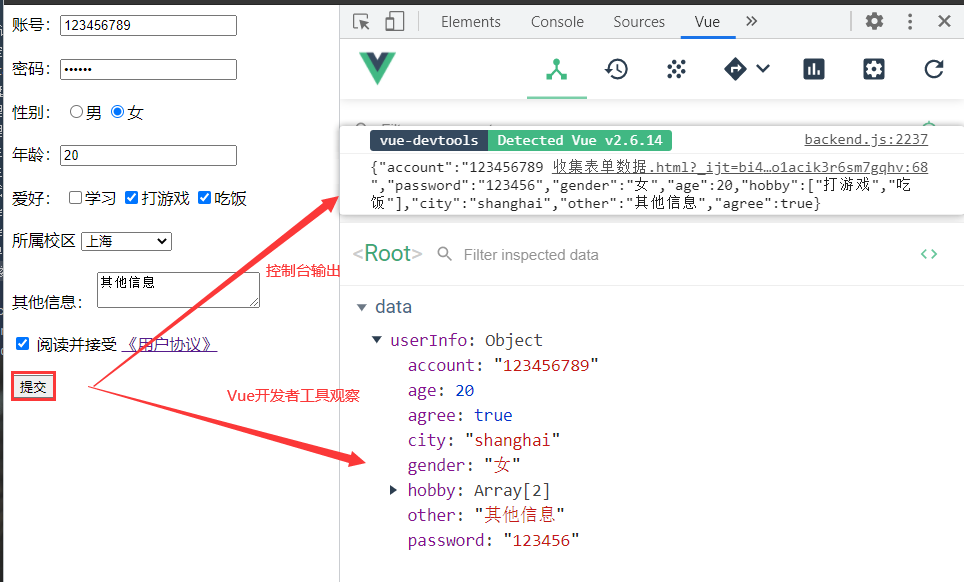 账号： 123456789
密码： ••••••
性别： 男 女
年龄： 20
爱好： 学习 打游戏 吃饭
所属校区 上海
其他信息： 其他信息
阅读并接受 《用户协议》
提交
控制台输出
Vue开发者工具观察
Elements Console Sources Vue »
vue-devtools Detected Vue v2.6.14 backend.js:2237
{"account":"123456789 收集表单数据.html?_ijt=bi4…o1acik3r6sm7gqhv:68
","password":"123456","gender":"女","age":20,"hobby":["打游戏","吃
饭"],"city":"shanghai","other":"其他信息","agree":true}
<Root> Filter inspected data
data
userInfo: Object
account: "123456789"
age: 20
agree: true
city: "shanghai"
gender: "女"
hobby: Array[2]
other: "其他信息"
password: "123456"